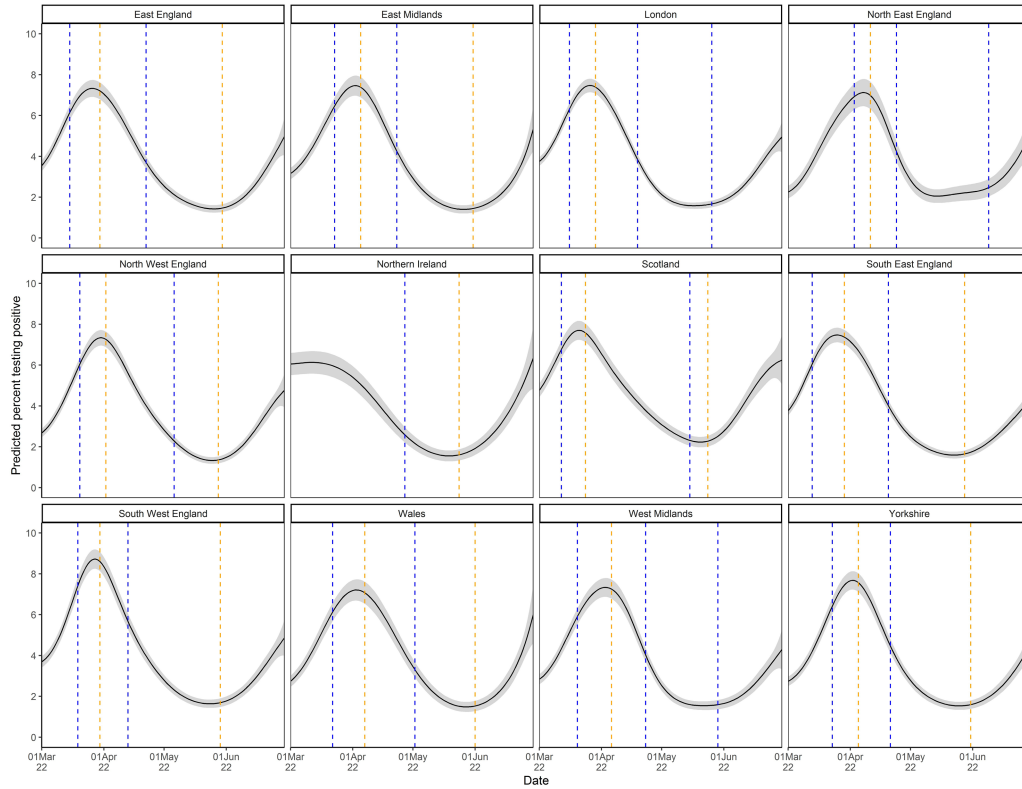 East England
East Midlands
London
North East England
10
8
6
4
2
0
North West England
Northern Ireland
Scotland
South East England
10
8
6
4
2
0
South West England
Wales
West Midlands
Yorkshire
10
8
6
4
2
0
Predicted percent testing positive
01Mar 01Apr 01May 01Jun
22 22 22 22
01Mar 01Apr 01May 01Jun
22 22 22 22
01Mar 01Apr 01May 01Jun
22 22 22 22
01Mar 01Apr 01May 01Jun
22 22 22 22
Date